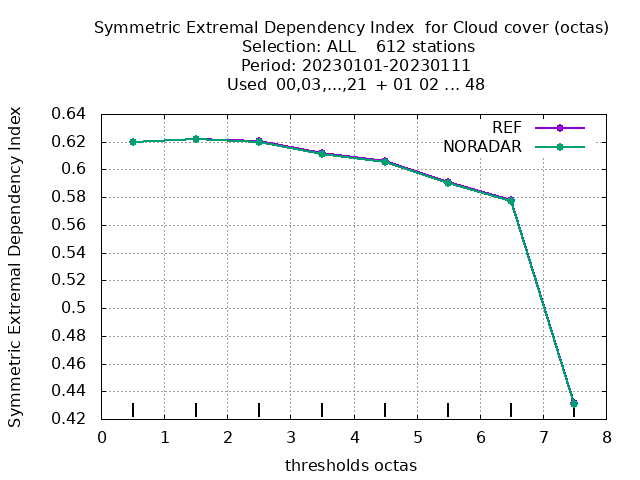 Symmetric Extremal Dependency Index  for Cloud cover (octas)
Selection: ALL    612 stations
Period: 20230101-20230111
Used  00,03,...,21  + 01 02 ... 48
REF
NORADAR
Symmetric Extremal Dependency Index
0.64
0.62
0.6
0.58
0.56
0.54
0.52
0.5
0.48
0.46
0.44
0.42
0 1 2 3 4 5 6 7 8
thresholds octas